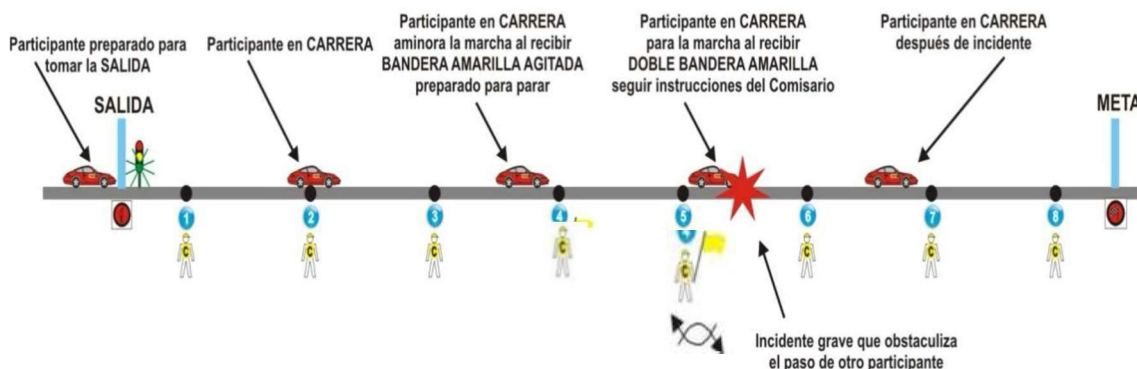 Participante preparado para
tomar la SALIDA
Participante en CARRERA
Participante en CARRERA
aminora la marcha al recibir
BANDERA AMARILLA AGITADA
preparado para parar
Participante en CARRERA
para la marcha al recibir
DOBLE BANDERA AMARILLA
seguir instrucciones del Comisario
Participante en CARRERA
después de incidente
SALIDA
META
1
2
3
4
5
6
7
8
C
C
C
C
C
C
C
C
Incidente grave que obstaculiza
el paso de otro participante